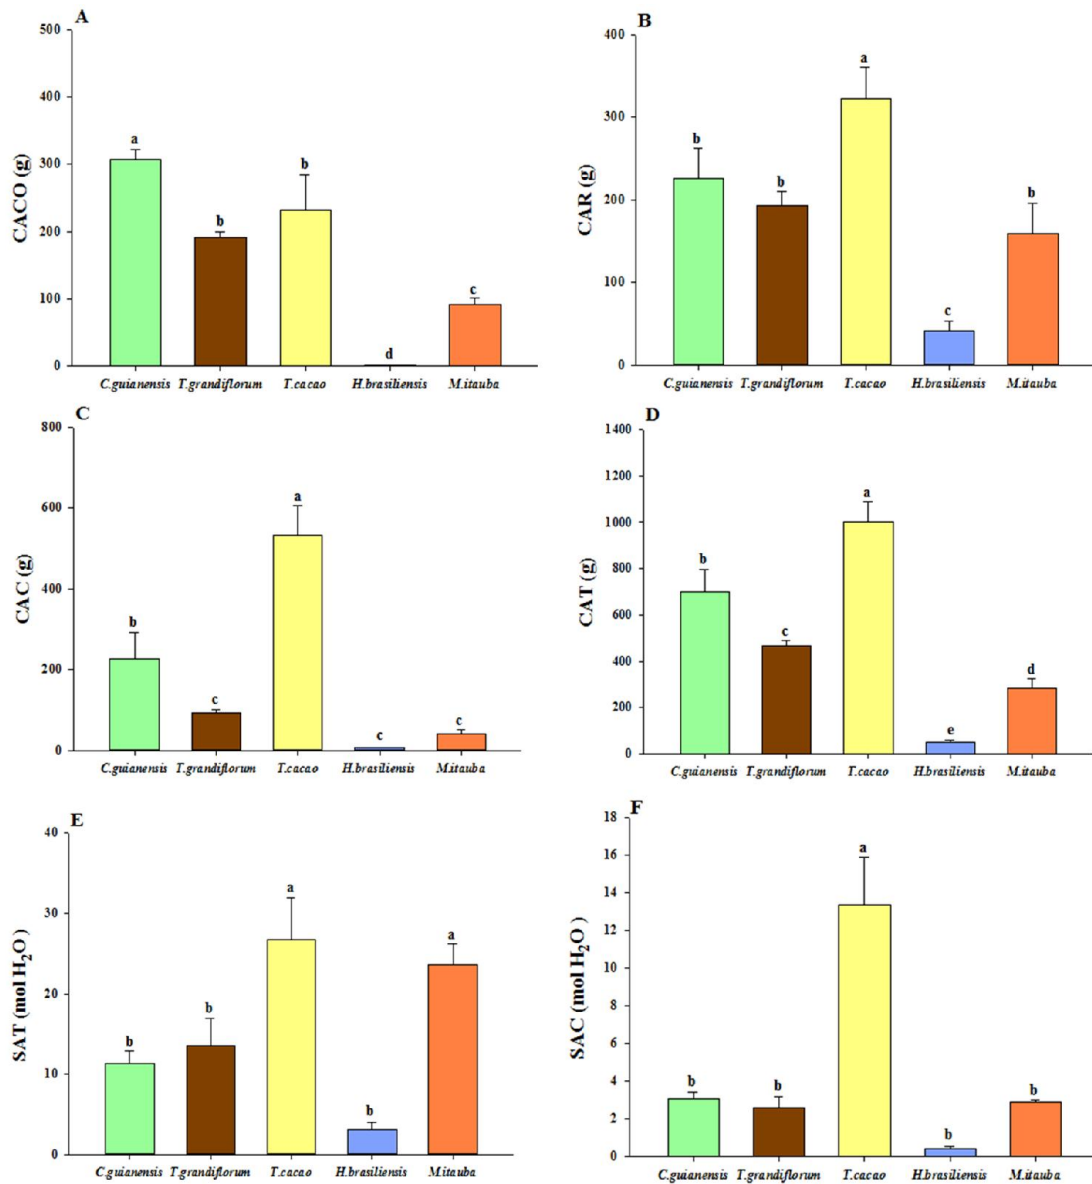 A
CACO (g)
500
400
300
200
100
0
a
b
b
d
c
C.guianensis T.grandiflorum T.cacao H.brasiliensis M.itauba
B
CAR (g)
400
300
200
100
0
b
b
a
c
b
C.guianensis T.grandiflorum T.cacao H.brasiliensis M.itauba
C
CAC (g)
800
600
400
200
0
b
c
a
c
c
C.guianensis T.grandiflorum T.cacao H.brasiliensis M.itauba
D
CAT (g)
1400
1200
1000
800
600
400
200
0
b
c
a
e
d
C.guianensis T.grandiflorum T.cacao H.brasiliensis M.itauba
E
SAT (mol H₂O )
40
30
20
10
0
b
b
a
b
a
C.guianensis T.grandiflorum T.cacao H.brasiliensis M.itauba
F
SAC (mol H₂O )
18
16
14
12
10
8
6
4
2
0
b
b
a
b
b
C.guianensis T.grandiflorum T.cacao H.brasiliensis M.itauba